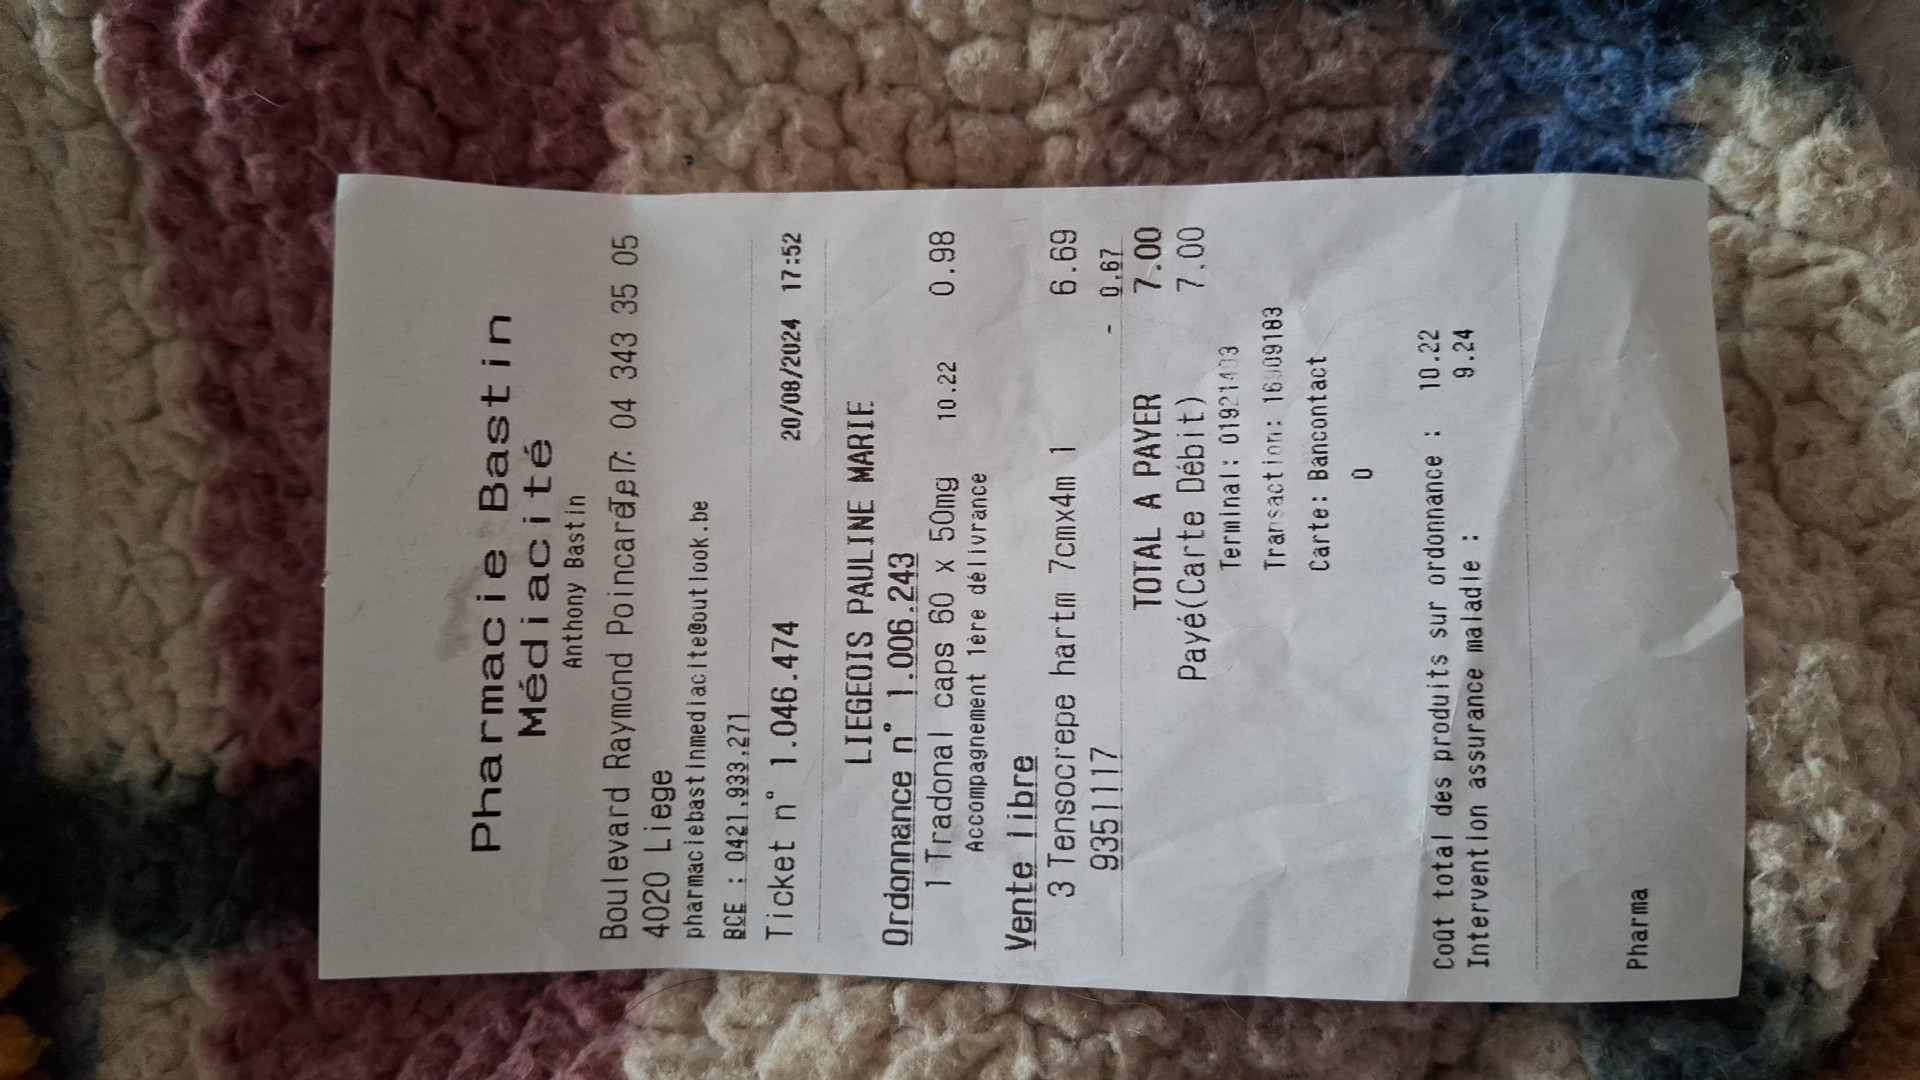 Pharmacie Bastin
Médiacité
Anthony Bastin
Boulevard Raymond Poincaré 17 Tel: 04 343 35 05
4020 Liege
pharmaciebastinmediacite@outlook.be
BCE : 0421.933.271
Ticket n° 1.046.474 20/08/2024 17:52
LIEGEOIS PAULINE MARIE
Ordonnance n° 1.006.243
1 Tradonal caps 60 x 50mg 10.22 0.98
Accompagnement 1ère délivrance
Vente libre
3 Tensocrepe hartm 7cmx4m 1 6.69
9351117 - 0.67
TOTAL A PAYER 7.00
Payé(Carte Débit) 7.00
Terminal:
Transaction:
Carte: Bancontact
0
Coût total des produits sur ordonnance : 10.22
Intervention assurance maladie : 9.24
Pharma